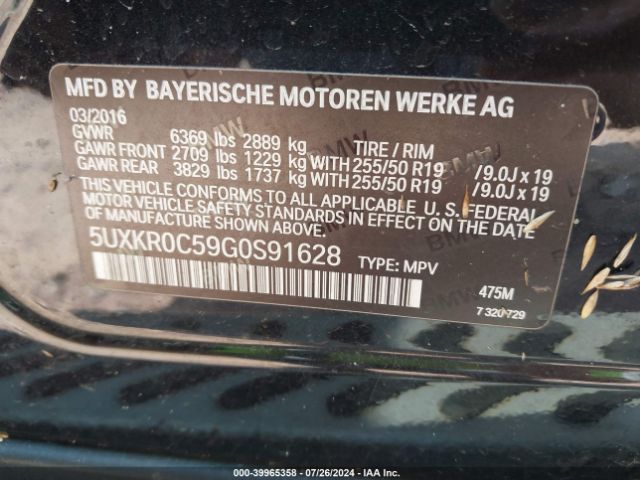 MFD BY BAYERISCHE MOTOREN WERKE AG
03/2016
GVWR 6369 lbs 2889 kg TIRE / RIM
GAWR FRONT 2709 lbs 1229 kg WITH 255/50 R19 /9.0J x 19
GAWR REAR 3829 lbs 1737 kg WITH 255/50 R19 /9.0J x 19
THIS VEHICLE CONFORMS TO ALL APPLICABLE U.S. FEDERAL
MOTOR VEHICLE SAFETY STANDARDS IN EFFECT ON THE
DATE OF MANUFACTURE SHOWN ABOVE.
5UXKR0C59G0S91628 TYPE: MPV
475M
7 320 729
000-39965358 | 07/26/2024 | IAA Inc.